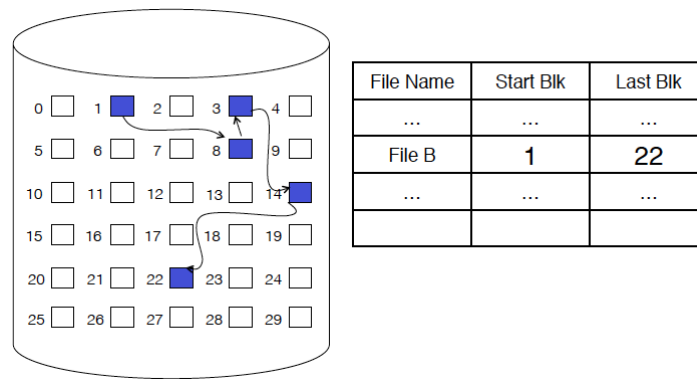 0 1 2 3 4
5 6 7 8 9
10 11 12 13 14
15 16 17 18 19
20 21 22 23 24
25 26 27 28 29
File Name Start Blk Last Blk
... ... ...
File B 1 22
... ... ...